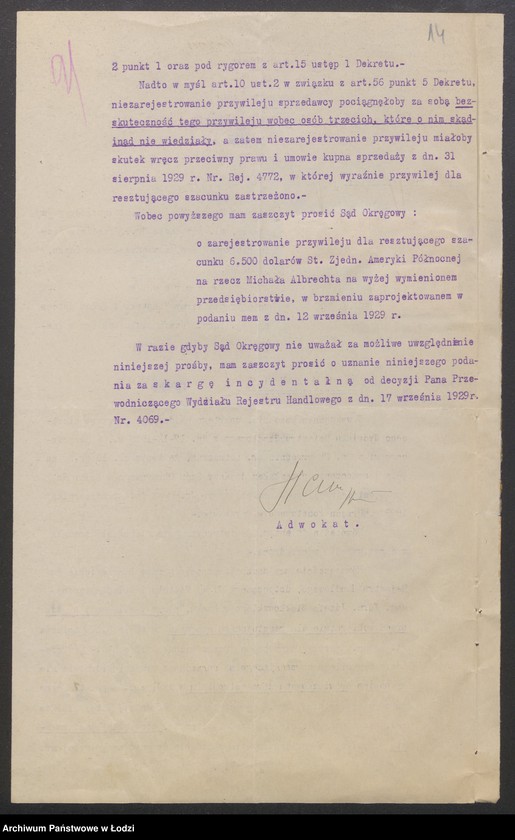 14
2 punkt 1 oraz pod rygorem z art.15 ustęp 1 Dekretu.-
Nadto w myśl art.10 ust.2 w związku z art.56 punkt 5 Dekretu,
niezarejestrowanie przywileju sprzedawcy pociągnęłoby za sobą bez-
skuteczność tego przywileju wobec osób trzecich, które o nim skąd-
inąd nie wiedziały, a zatem niezarejestrowanie przywileju miałoby
skutek wręcz przeciwny prawu i umowie kupna sprzedaży z dn. 31
sierpnia 1929 r. Nr. Rej. 4772, w której wyraźnie przywilej dla
resztującego szacunku zastrzeżono.-
Wobec powyższego mam zaszczyt prosić Sąd Okręgowy :
o zarejestrowanie przywileju dla resztującego sza-
cunku 6.500 dolarów St. Zjedn. Ameryki Północnej
na rzecz Michała Albrechta na wyżej wymienionem
przedsiębiorstwie, w brzmieniu zaprojektowanem w
podaniu mem z dn. 12 września 1929 r.
W razie gdyby Sąd Okręgowy nie uważał za możliwe uwzględnienie
niniejszej prośby, mam zaszczyt prosić o uznanie niniejszego poda-
nia za s k a r g ę i n c y d e n t a l n ą od decyzji Pana Prze-
wodniczącego Wydziału Rejestru Handlowego z dn. 17 września 1929r.
Nr. 4069.-
A d w o k a t .
Archiwum Państwowe w Łodzi